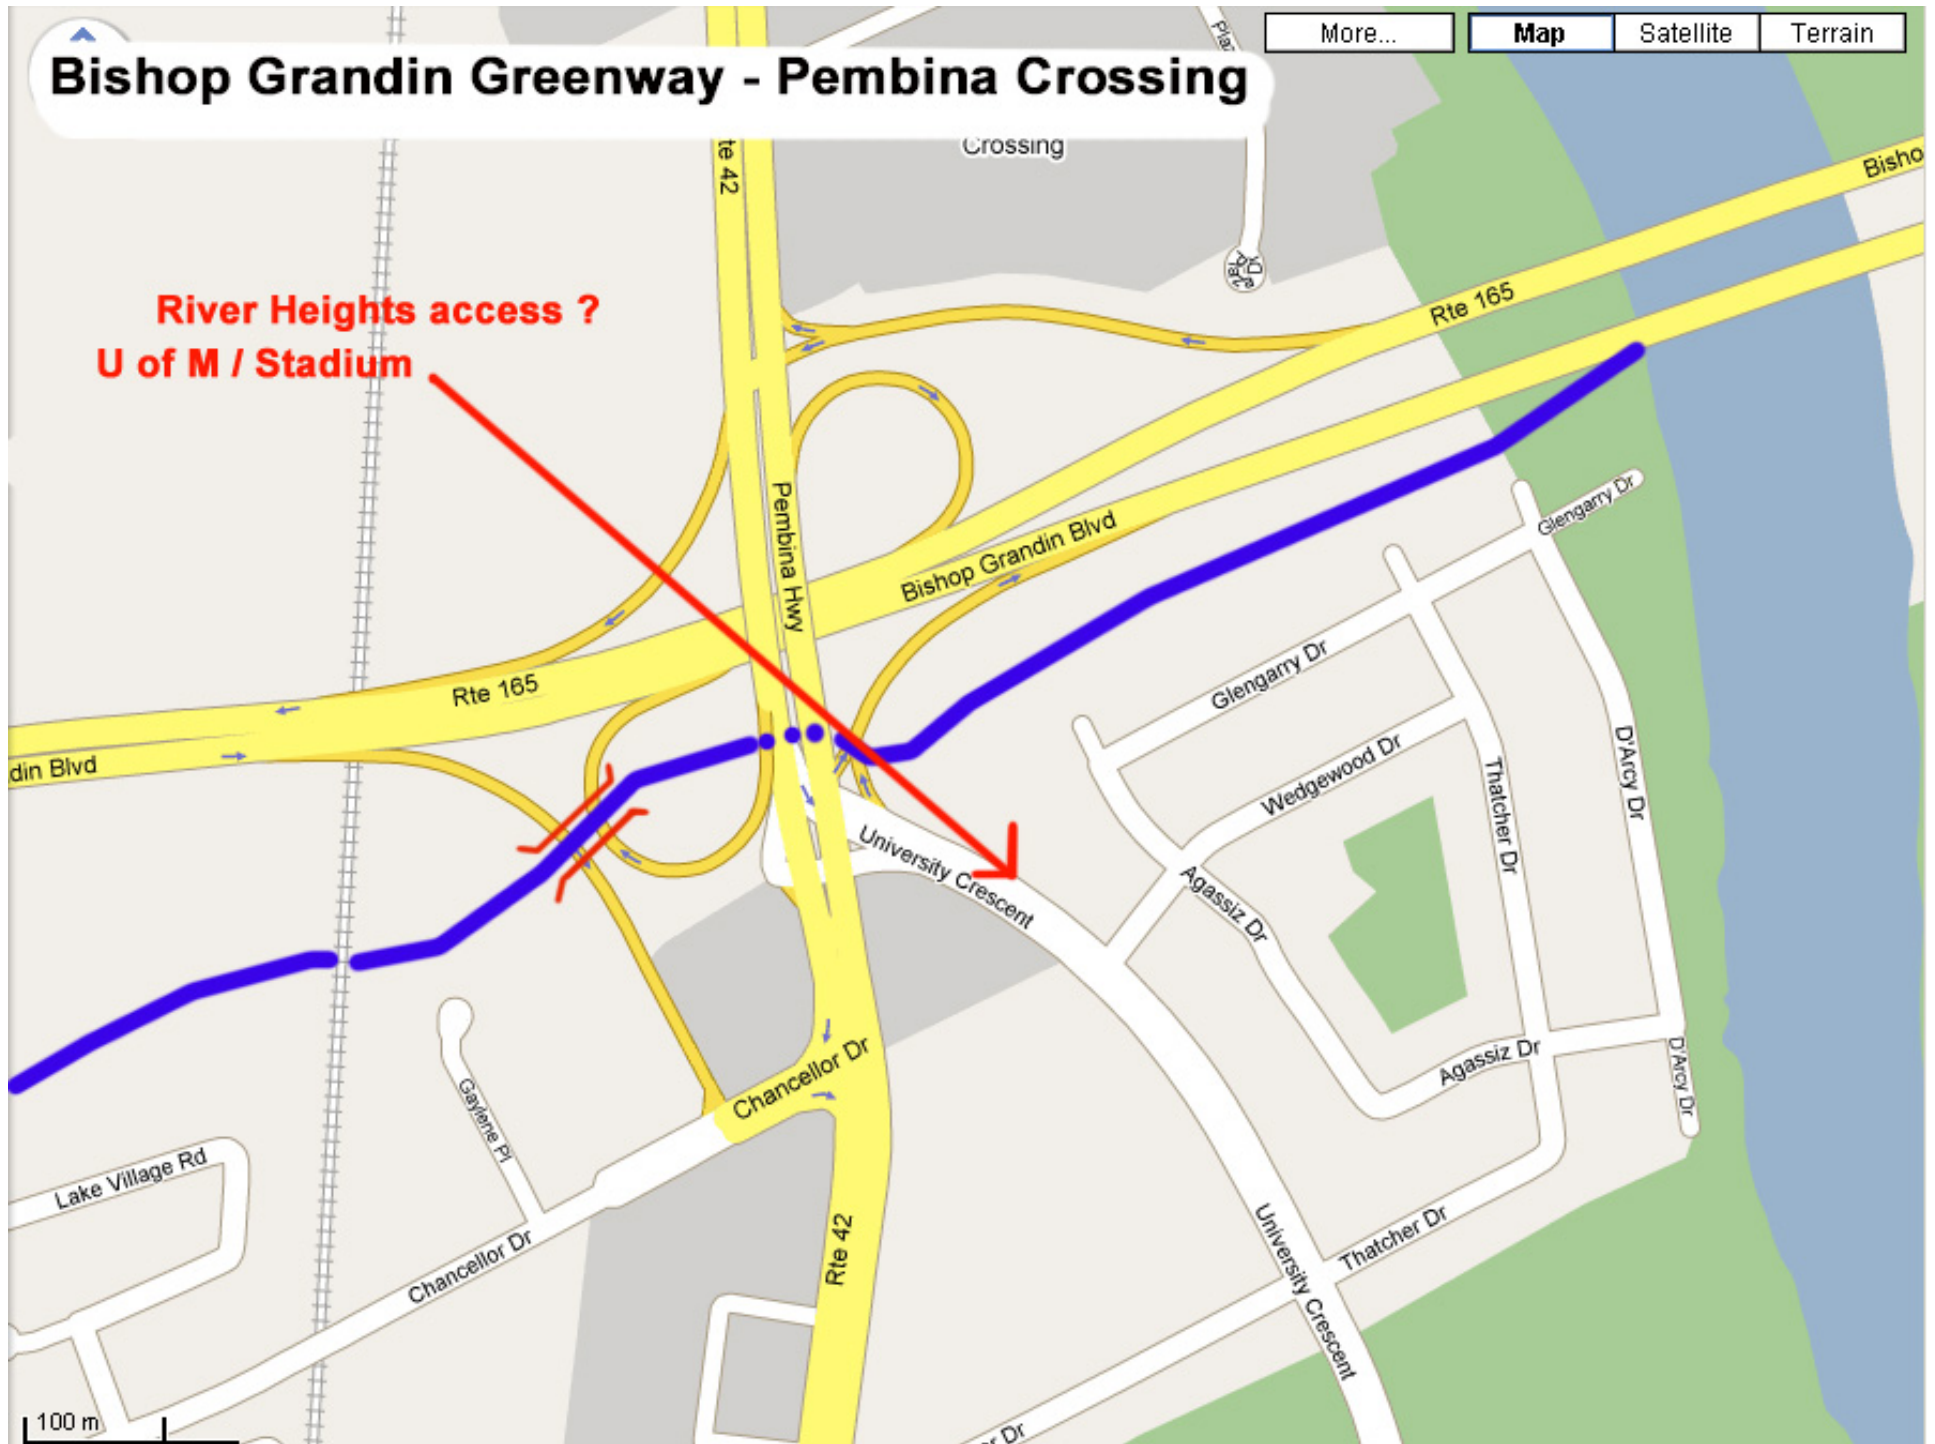 More...
Map
Satellite
Terrain
Bishop Grandin Greenway - Pembina Crossing
Crossing
te 42
Bisho
Rte 165
River Heights access ?
U of M / Stadium
Pembina Hwy
Bishop Grandin Blvd
Glengarry Dr
Glengarry Dr
Rte 165
din Blvd
Wedgewood Dr
D'Arcy Dr
Thatcher Dr
University Crescent
Agassiz Dr
Agassiz Dr
D'Arcy Dr
Chancellor Dr
Gaylene Pl
Lake Village Rd
Chancellor Dr
Rte 42
Thatcher Dr
University Crescent
100 m
er Dr